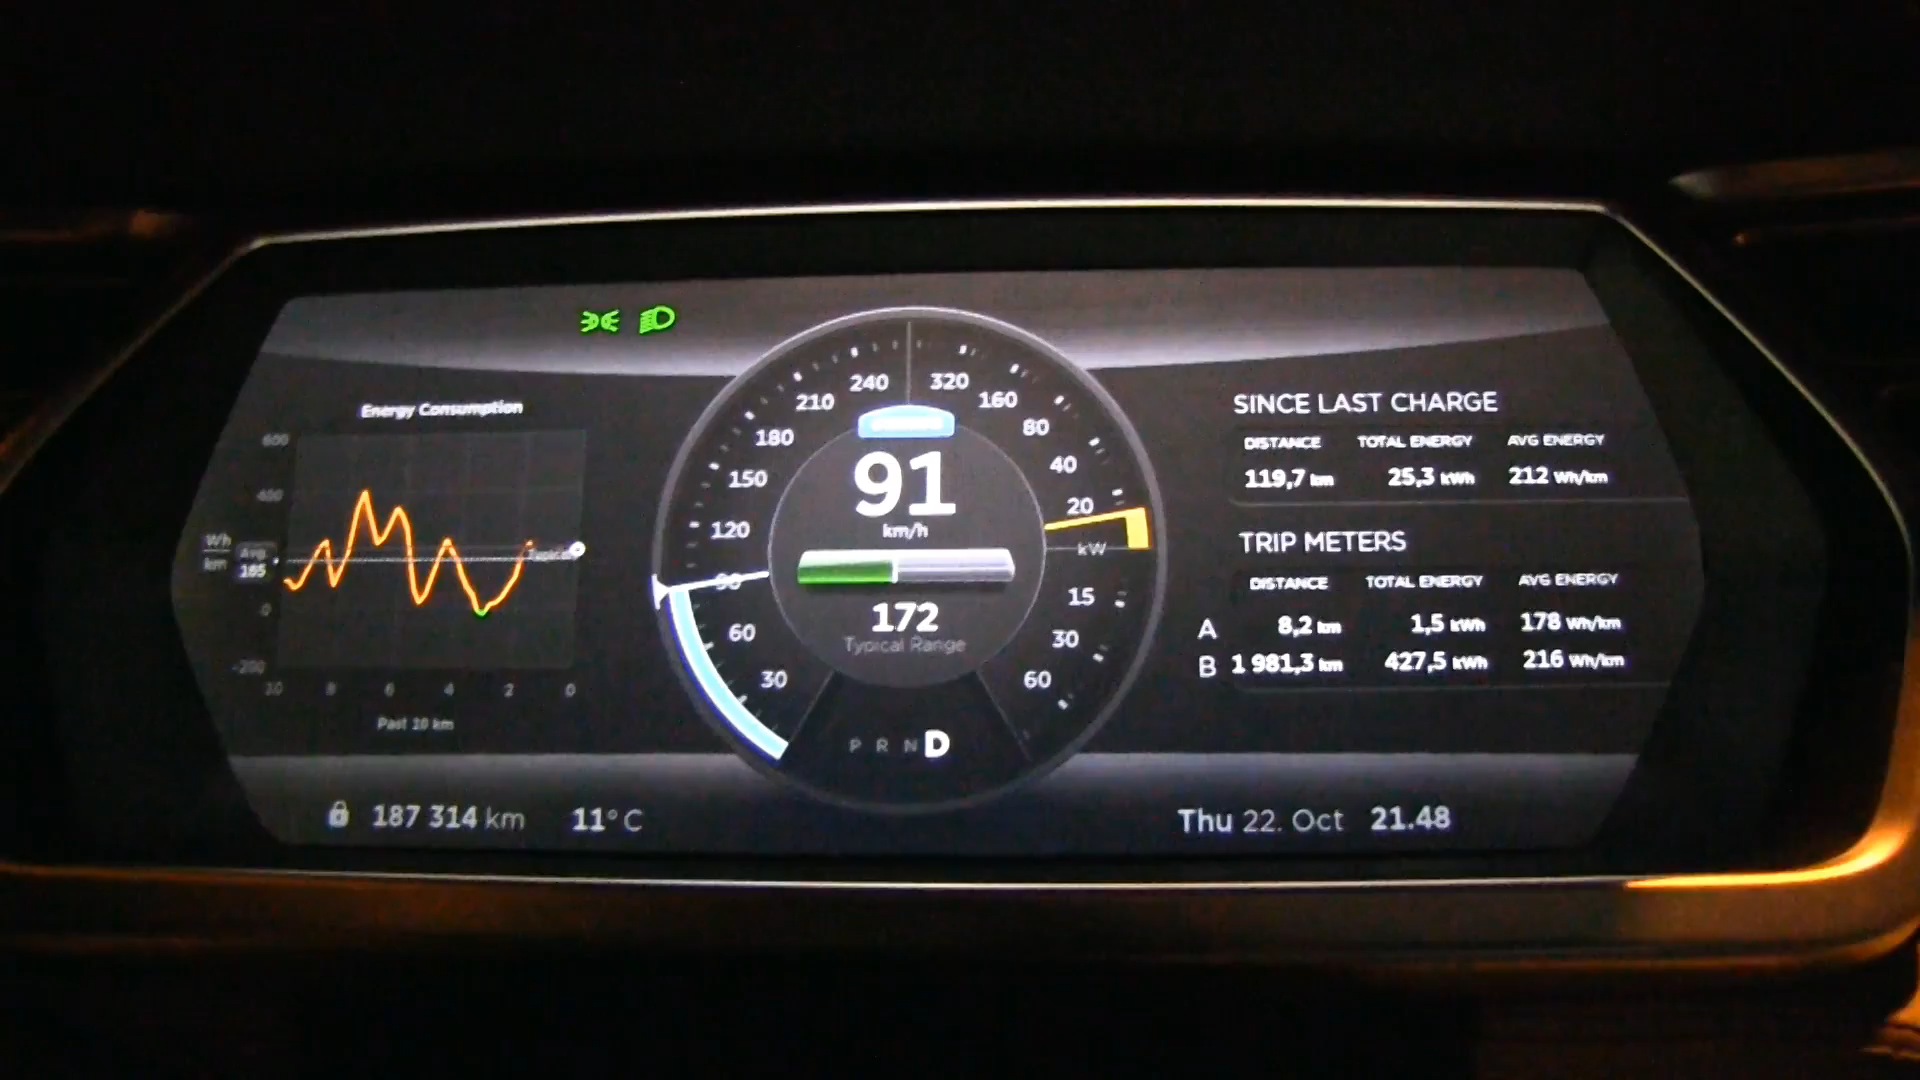 Energy Consumption
600
400
Wh
km
Avg.
185
Typical
0
-200
10 8 6 4 2 0
Past 10 km
240 320
210 160
180 80
150 40
120 20
90 kW
60 15
30 30
60
91
km/h
172
Typical Range
P R N D
SINCE LAST CHARGE
DISTANCE TOTAL ENERGY AVG ENERGY
119,7 km 25,3 kWh 212 Wh/km
TRIP METERS
DISTANCE TOTAL ENERGY AVG ENERGY
A 8,2 km 1,5 kWh 178 Wh/km
B 1 981,3 km 427,5 kWh 216 Wh/km
187 314 km 11°C
Thu 22. Oct 21.48